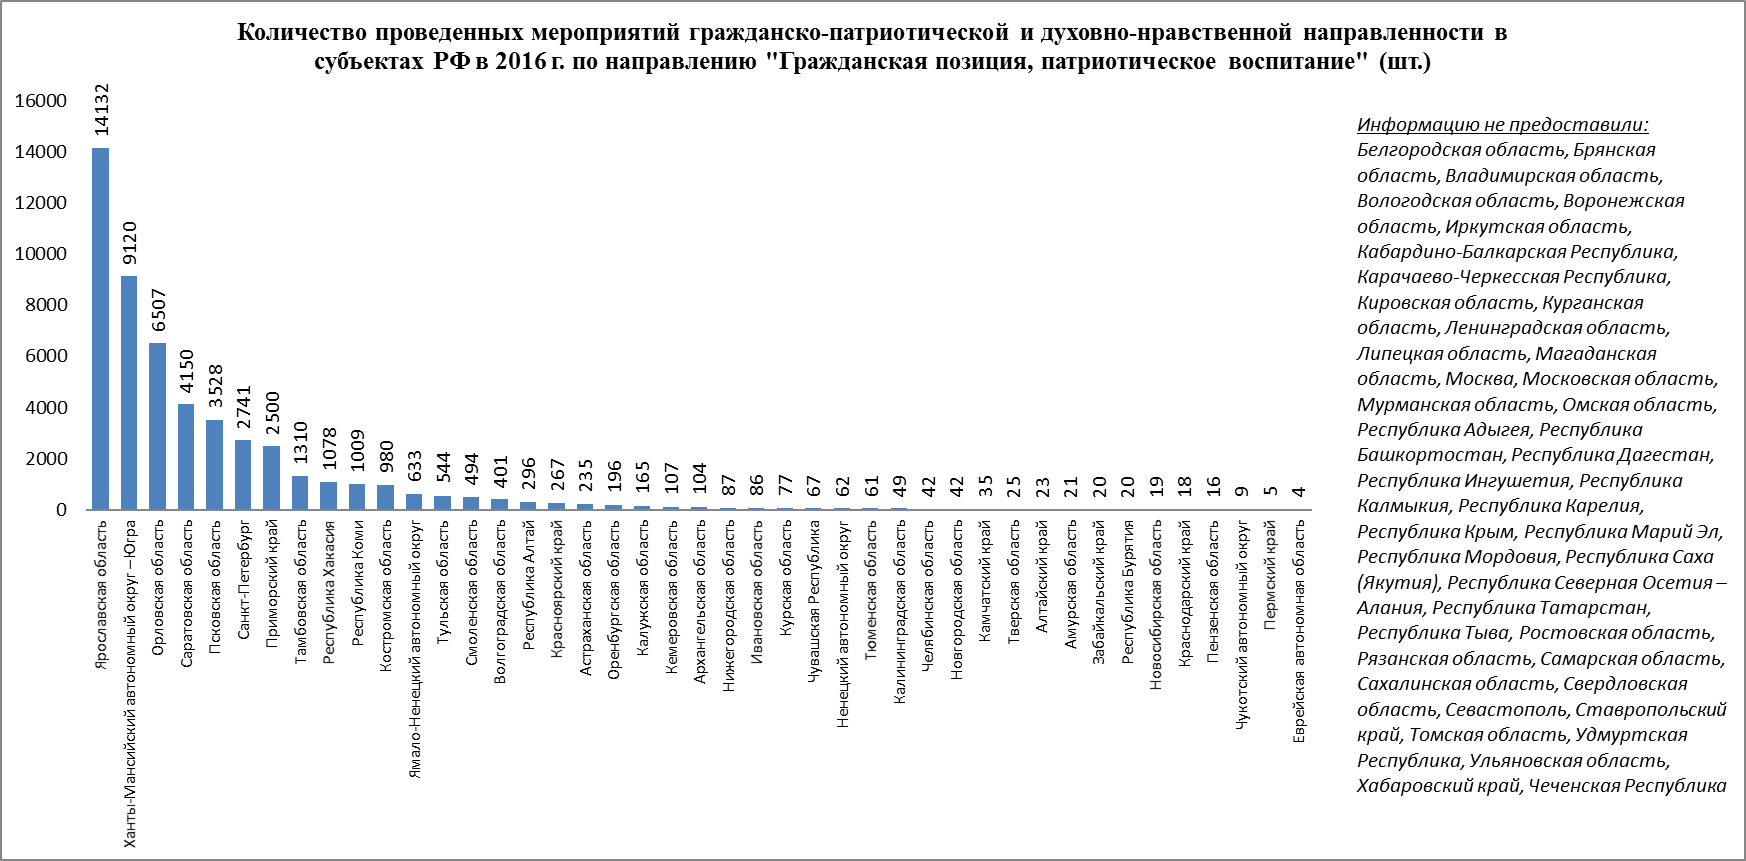 Количество проведенных мероприятий гражданско-патриотической и духовно-нравственной направленности в
субъектах РФ в 2016 г. по направлению "Гражданская позиция, патриотическое воспитание" (шт.)
16000
14000
12000
10000
8000
6000
4000
2000
0
14132
9120
6507
4150
3528
2741
2500
1310
1078
1009
980
633
544
494
401
296
267
235
196
165
107
104
87
86
77
67
62
61
49
42
42
35
25
23
21
20
20
19
18
16
9
5
4
Ярославская область
Ханты-Мансийский автономный округ –Югра
Орловская область
Саратовская область
Псковская область
Санкт-Петербург
Приморский край
Тамбовская область
Республика Хакасия
Республика Коми
Костромская область
Ямало-Ненецкий автономный округ
Тульская область
Смоленская область
Волгоградская область
Республика Алтай
Красноярский край
Астраханская область
Оренбургская область
Калужская область
Кемеровская область
Архангельская область
Нижегородская область
Ивановская область
Курская область
Чувашская Республика
Ненецкий автономный округ
Тюменская область
Калининградская область
Челябинская область
Новгородская область
Камчатский край
Тверская область
Алтайский край
Амурская область
Забайкальский край
Республика Бурятия
Новосибирская область
Краснодарский край
Пензенская область
Чукотский автономный округ
Пермский край
Еврейская автономная область
Информацию не предоставили:
Белгородская область, Брянская
область, Владимирская область,
Вологодская область, Воронежская
область, Иркутская область,
Кабардино-Балкарская Республика,
Карачаево-Черкесская Республика,
Кировская область, Курганская
область, Ленинградская область,
Липецкая область, Магаданская
область, Москва, Московская область,
Мурманская область, Омская область,
Республика Адыгея, Республика
Башкортостан, Республика Дагестан,
Республика Ингушетия, Республика
Калмыкия, Республика Карелия,
Республика Крым, Республика Марий Эл,
Республика Мордовия, Республика Саха
(Якутия), Республика Северная Осетия –
Алания, Республика Татарстан,
Республика Тыва, Ростовская область,
Рязанская область, Самарская область,
Сахалинская область, Свердловская
область, Севастополь, Ставропольский
край, Томская область, Удмуртская
Республика, Ульяновская область,
Хабаровский край, Чеченская Республика